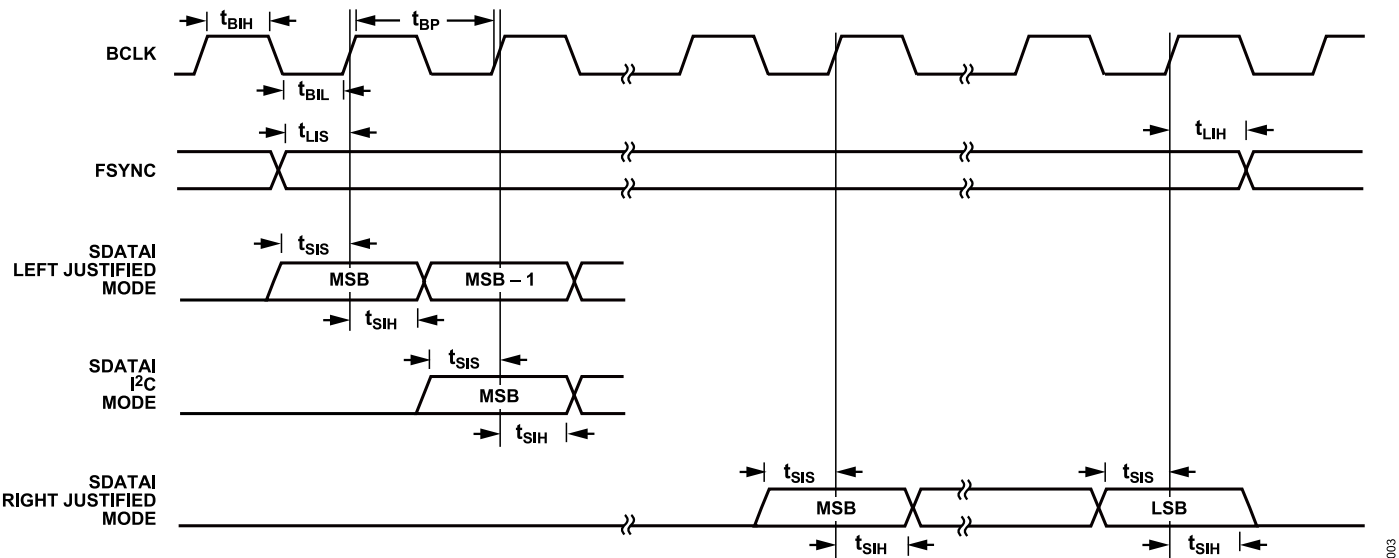 tBIH
tBP
BCLK
tBIL
tLIS
tLIH
FSYNC
SDATAI
LEFT JUSTIFIED
MODE
tSIS
MSB
MSB – 1
tSIH
SDATAI
I²C
MODE
tSIS
MSB
tSIH
SDATAI
RIGHT JUSTIFIED
MODE
tSIS
tSIS
MSB
LSB
tSIH
tSIH
003